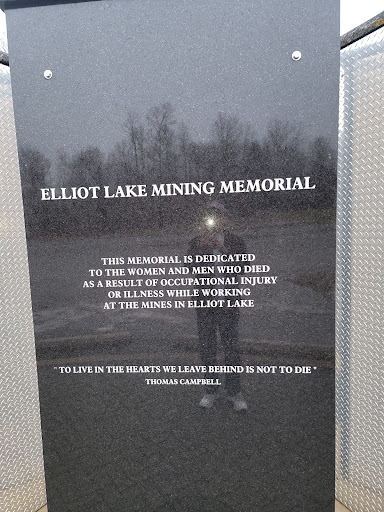 ELLIOT LAKE MINING MEMORIAL
THIS MEMORIAL IS DEDICATED
TO THE WOMEN AND MEN WHO DIED
AS A RESULT OF OCCUPATIONAL INJURY
OR ILLNESS WHILE WORKING
AT THE MINES IN ELLIOT LAKE
" TO LIVE IN THE HEARTS WE LEAVE BEHIND IS NOT TO DIE "
THOMAS CAMPBELL